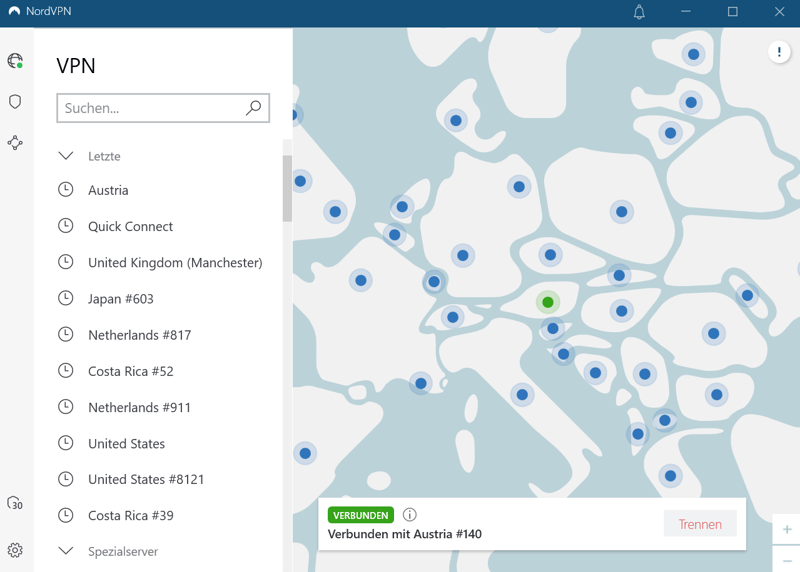 NordVPN
VPN
Suchen...
Letzte
Austria
Quick Connect
United Kingdom (Manchester)
Japan #603
Netherlands #817
Costa Rica #52
Netherlands #911
United States
United States #8121
Costa Rica #39
Spezialserver
30
VERBUNDEN
Verbunden mit Austria #140
Trennen